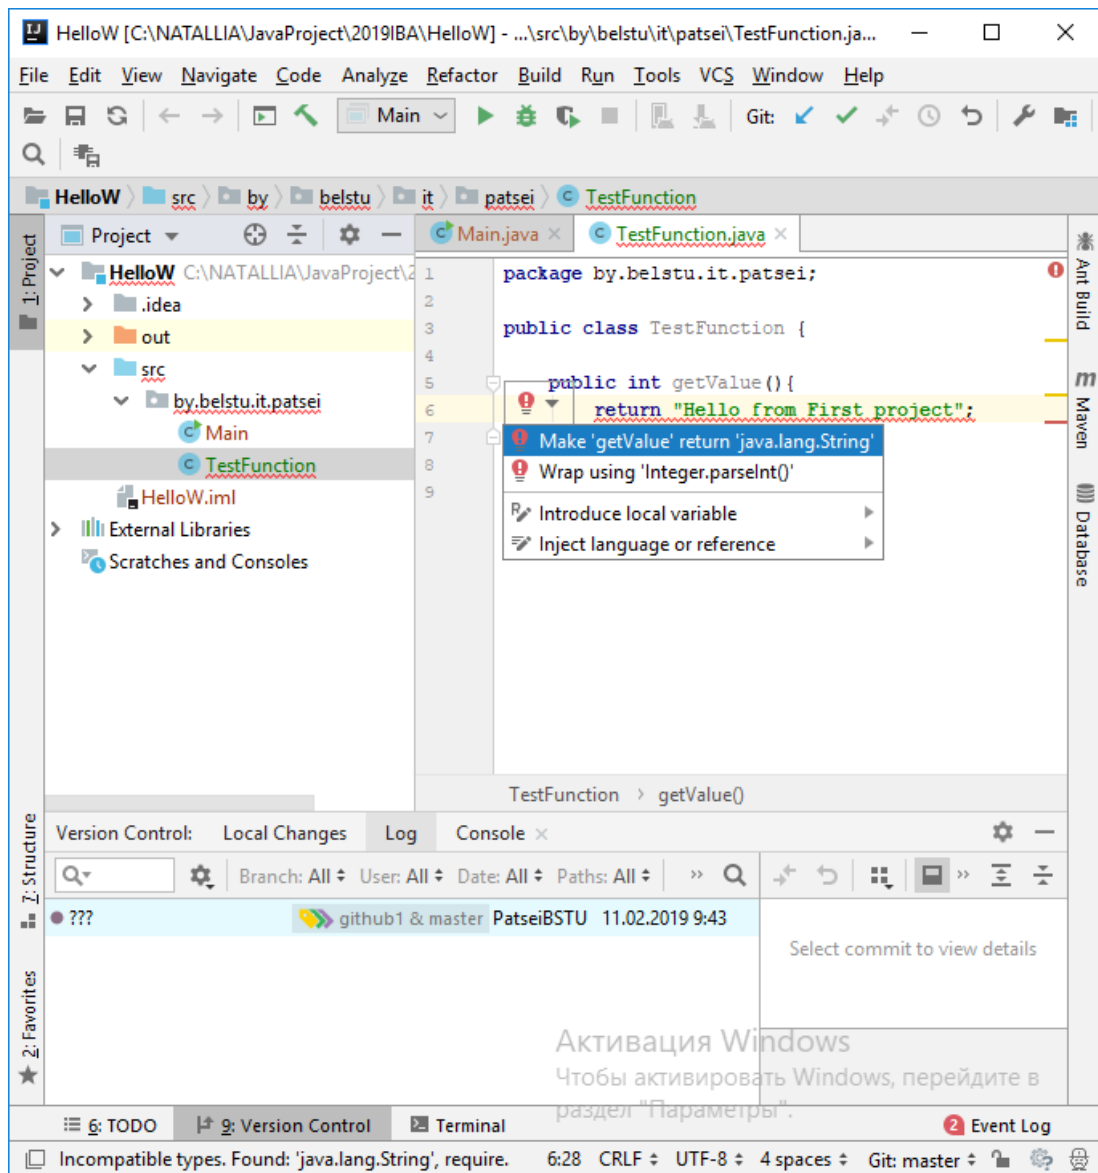 HelloW [C:\NATALLIA\JavaProject\2019IBA\HelloW] - ...\src\by\belstu\it\patsei\TestFunction.ja...
File Edit View Navigate Code Analyze Refactor Build Run Tools VCS Window Help
Main Git:
HelloW src by belstu it patsei TestFunction
1: Project
Project
HelloW C:\NATALLIA\JavaProject\2
.idea
out
src
by.belstu.it.patsei
Main
TestFunction
HelloW.iml
External Libraries
Scratches and Consoles
Main.java TestFunction.java
1 package by.belstu.it.patsei;
2
3 public class TestFunction {
4
5 public int getValue(){
6 return "Hello from First project";
7
8
9
Make 'getValue' return 'java.lang.String'
Wrap using 'Integer.parseInt()'
Introduce local variable
Inject language or reference
TestFunction > getValue()
Ant Build
Maven
Database
7: Structure
2: Favorites
Version Control: Local Changes Log Console
Branch: All User: All Date: All Paths: All
??? github1 & master PatseiBSTU 11.02.2019 9:43
Select commit to view details
Активация Windows
Чтобы активировать Windows, перейдите в
раздел "Параметры".
6: TODO 9: Version Control Terminal 2 Event Log
Incompatible types. Found: 'java.lang.String', require. 6:28 CRLF UTF-8 4 spaces Git: master